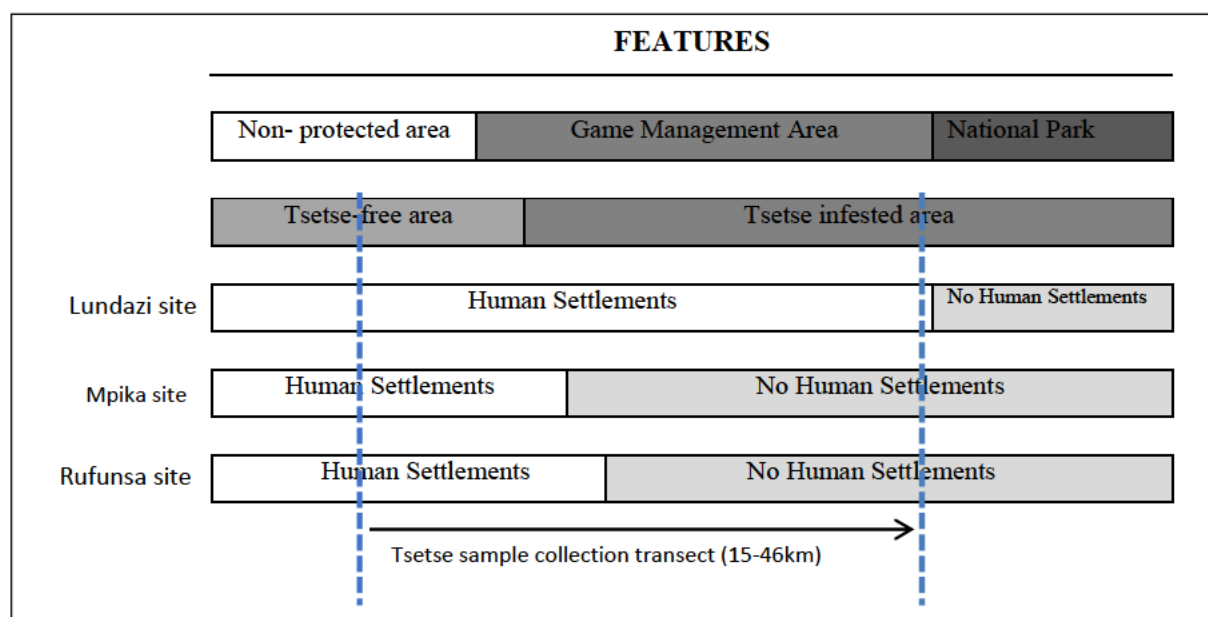 FEATURES
Non- protected area Game Management Area National Park
Tsetse-free area Tsetse infested area
Lundazi site Human Settlements No Human Settlements
Mpika site Human Settlements No Human Settlements
Rufunsa site Human Settlements No Human Settlements
Tsetse sample collection transect (15-46km)